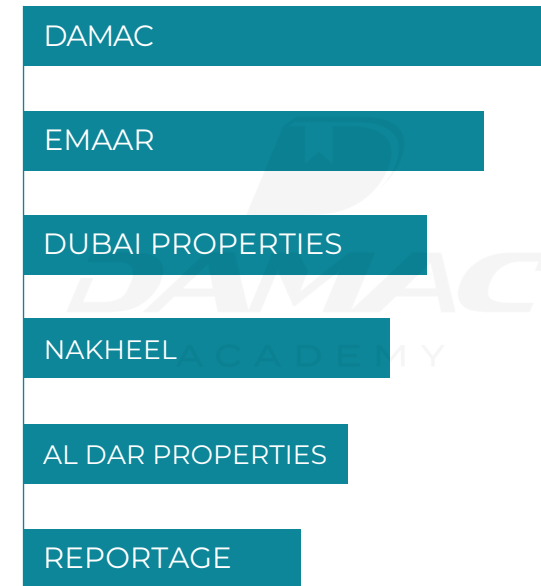 DAMAC
EMAAR
DUBAI PROPERTIES
DAMAC
NAKHEEL
ACADEMY
AL DAR PROPERTIES
REPORTAGE